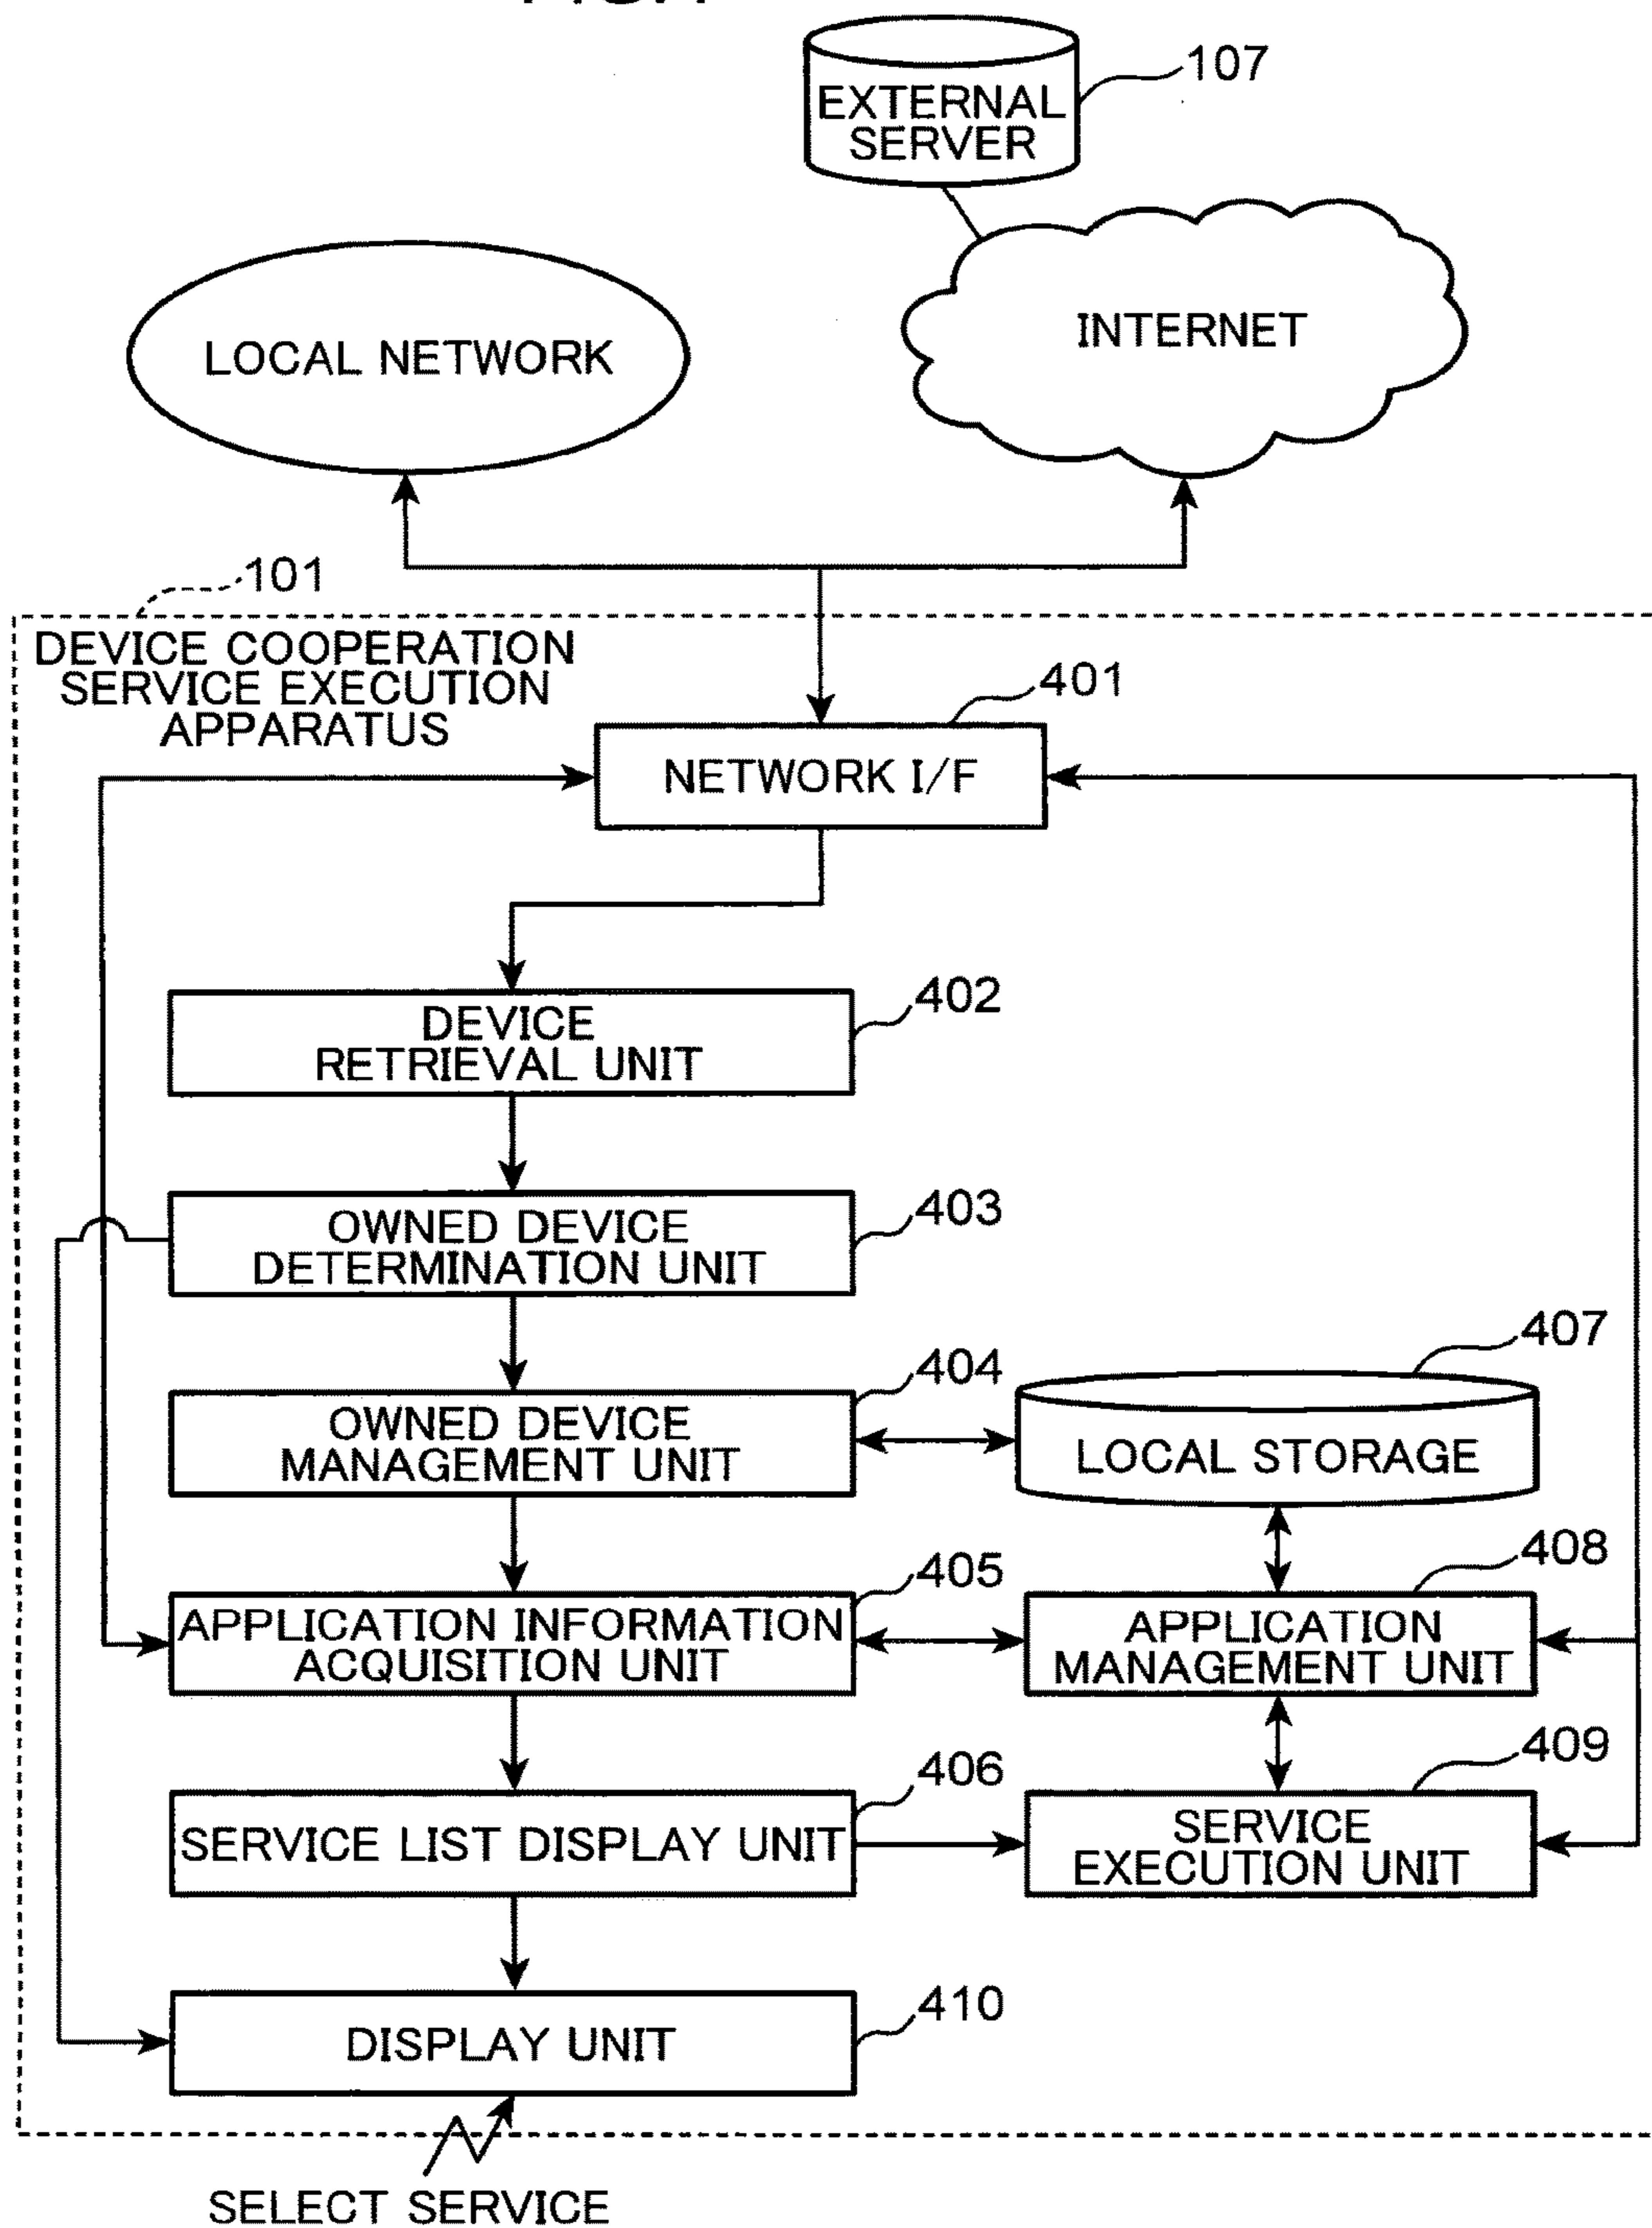 107
EXTERNAL
SERVER
LOCAL NETWORK
INTERNET
101
DEVICE COOPERATION
SERVICE EXECUTION
APPARATUS
401
NETWORK I/F
402
DEVICE
RETRIEVAL UNIT
403
OWNED DEVICE
DETERMINATION UNIT
404
OWNED DEVICE
MANAGEMENT UNIT
407
LOCAL STORAGE
405
APPLICATION INFORMATION
ACQUISITION UNIT
408
APPLICATION
MANAGEMENT UNIT
406
SERVICE LIST DISPLAY UNIT
409
SERVICE
EXECUTION UNIT
410
DISPLAY UNIT
SELECT SERVICE